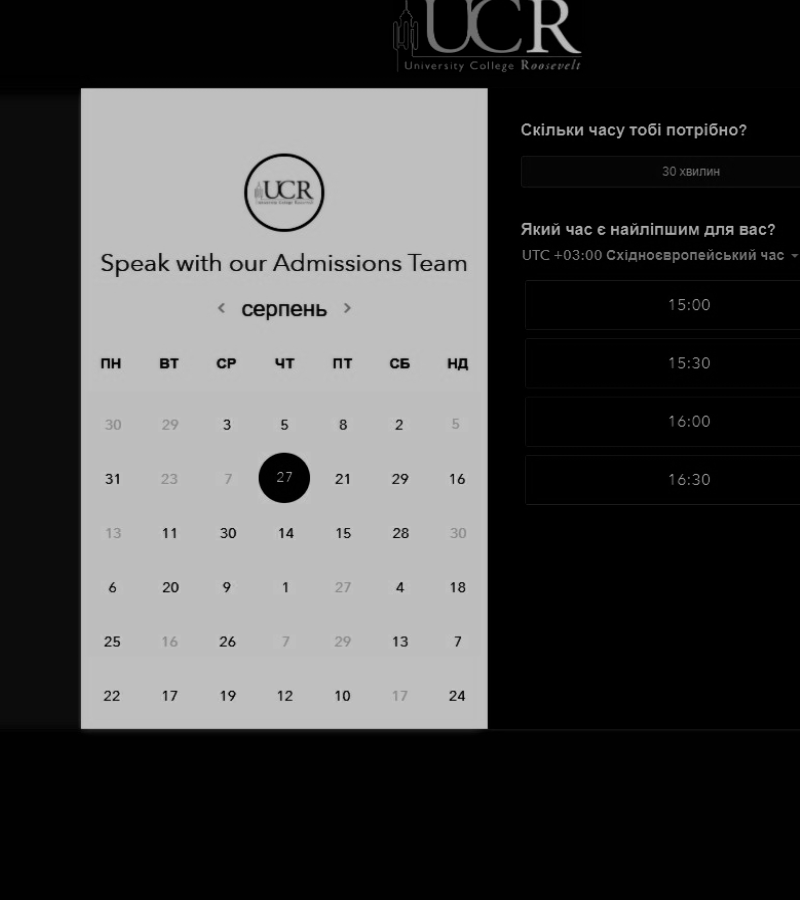 UCR
University College Roosevelt
UCR
University College Roosevelt
Speak with our Admissions Team
серпень
ПН ВТ СР ЧТ ПТ СБ НД
30 29 3 5 8 2 5
31 23 7 27 21 29 16
13 11 30 14 15 28 30
6 20 9 1 27 4 18
25 16 26 7 29 13 7
22 17 19 12 10 17 24
Скільки часу тобі потрібно?
30 хвилин
Який час є найліпшим для вас?
UTC +03:00 Східноєвропейський час
15:00
15:30
16:00
16:30